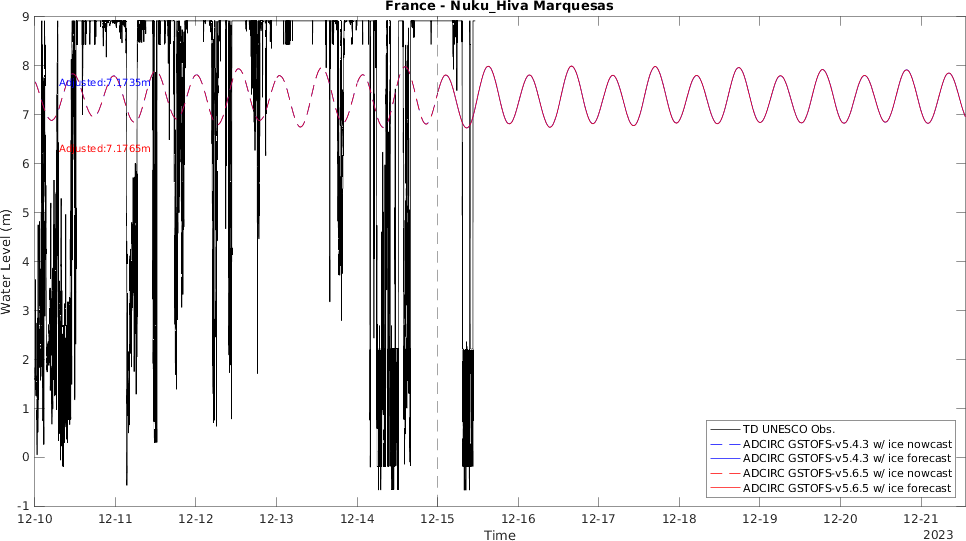 France - Nuku_Hiva Marquesas
9
8
7
6
5
4
3
2
1
0
-1
Water Level (m)
Adjusted:7.1735m
Adjusted:7.1765m
TD UNESCO Obs.
ADCIRC GSTOFS-v5.4.3 w/ ice nowcast
ADCIRC GSTOFS-v5.4.3 w/ ice forecast
ADCIRC GSTOFS-v5.6.5 w/ ice nowcast
ADCIRC GSTOFS-v5.6.5 w/ ice forecast
12-10 12-11 12-12 12-13 12-14 12-15 12-16 12-17 12-18 12-19 12-20 12-21
Time
2023